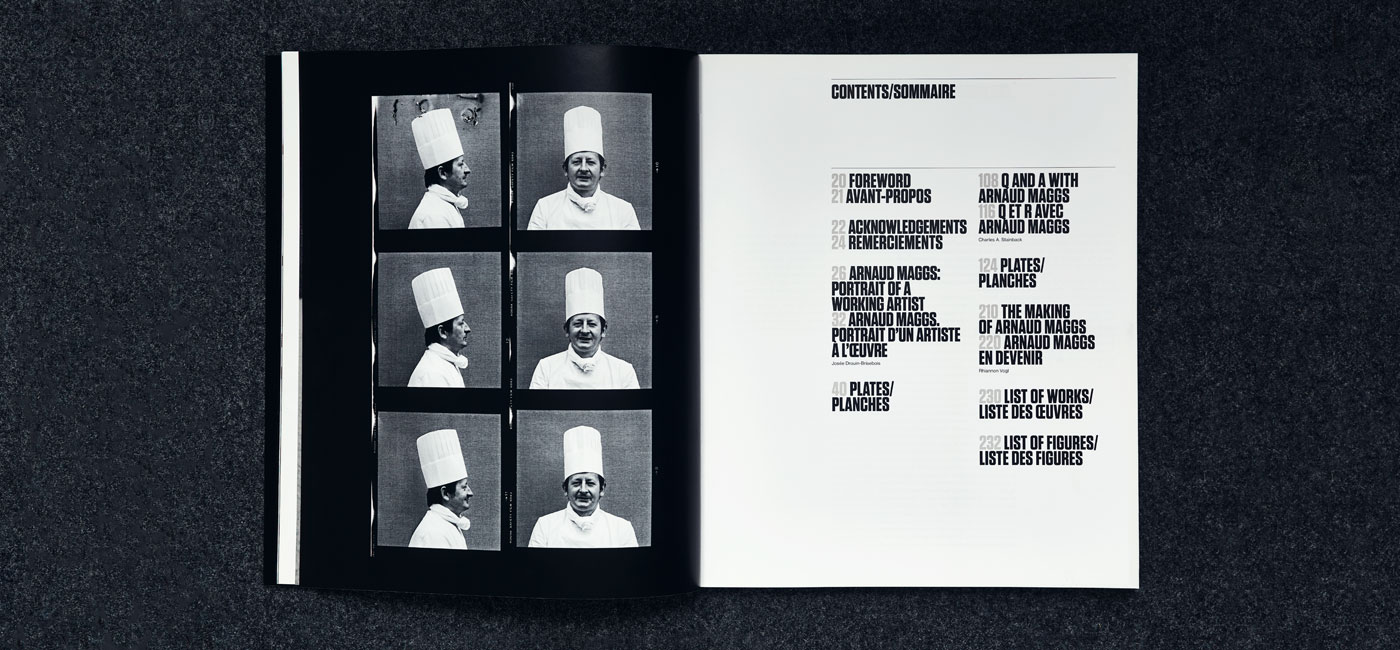 CONTENTS/SOMMAIRE
20 FOREWORD
21 AVANT-PROPOS
22 ACKNOWLEDGEMENTS
24 REMERCIEMENTS
26 ARNAUD MAGGS:
PORTRAIT OF A
WORKING ARTIST
32 ARNAUD MAGGS.
PORTRAIT D'UN ARTISTE
À L'ŒUVRE
Josée Drouin-Brisebois
40 PLATES/
PLANCHES
108 Q AND A WITH
ARNAUD MAGGS
116 Q ET R AVEC
ARNAUD MAGGS
Charles A. Stainback
124 PLATES/
PLANCHES
210 THE MAKING
OF ARNAUD MAGGS
220 ARNAUD MAGGS
EN DEVENIR
Rhiannon Vogl
230 LIST OF WORKS/
LISTE DES ŒUVRES
232 LIST OF FIGURES/
LISTE DES FIGURES